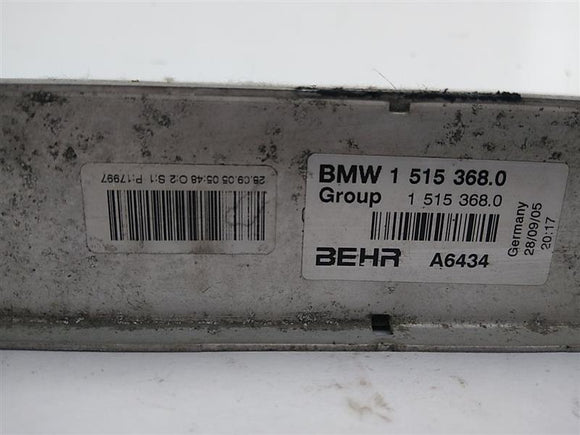 28.09.05 05:48 O:2 S:1 P:17997
BMW 1 515 368.0
Group 1 515 368.0
BEHR A6434
Germany
28/09/05
20:17